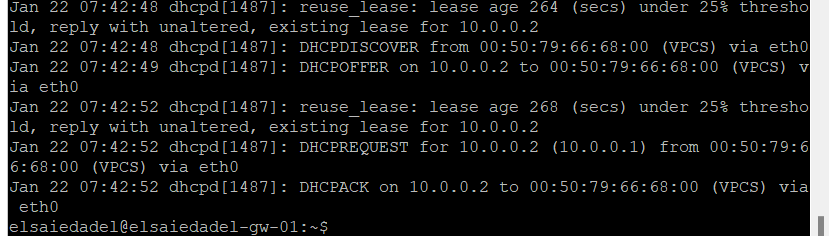 Jan 22 07:42:48 dhcpd[1487]: reuse_lease: lease age 264 (secs) under 25% thresho
ld, reply with unaltered, existing lease for 10.0.0.2
Jan 22 07:42:48 dhcpd[1487]: DHCPDISCOVER from 00:50:79:66:68:00 (VPCS) via eth0
Jan 22 07:42:49 dhcpd[1487]: DHCPOFFER on 10.0.0.2 to 00:50:79:66:68:00 (VPCS) v
ia eth0
Jan 22 07:42:52 dhcpd[1487]: reuse_lease: lease age 268 (secs) under 25% thresho
ld, reply with unaltered, existing lease for 10.0.0.2
Jan 22 07:42:52 dhcpd[1487]: DHCPREQUEST for 10.0.0.2 (10.0.0.1) from 00:50:79:6
6:68:00 (VPCS) via eth0
Jan 22 07:42:52 dhcpd[1487]: DHCPACK on 10.0.0.2 to 00:50:79:66:68:00 (VPCS) via
 eth0
elsaiedadel@elsaiedadel-gw-01:~$